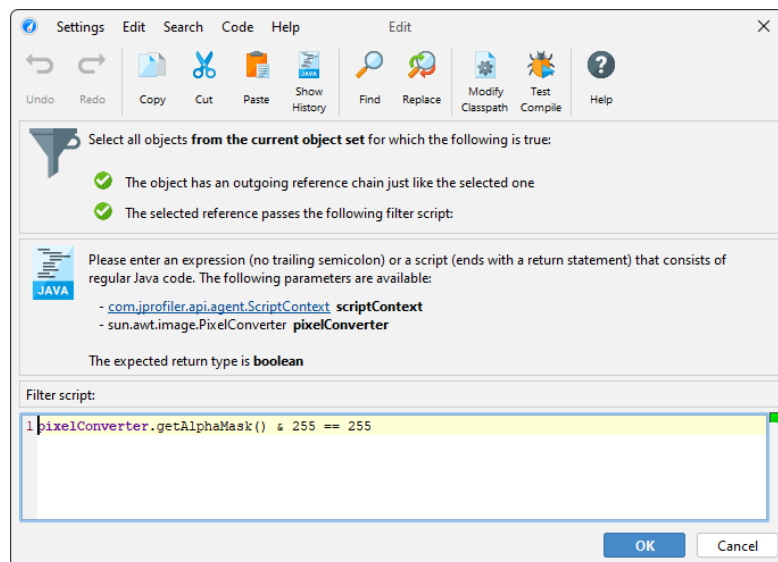 Settings Edit Search Code Help Edit
Undo Redo Copy Cut Paste Show History Find Replace Modify Classpath Test Compile Help
Select all objects from the current object set for which the following is true:
The object has an outgoing reference chain just like the selected one
The selected reference passes the following filter script:
Please enter an expression (no trailing semicolon) or a script (ends with a return statement) that consists of
regular Java code. The following parameters are available:
JAVA
- com.jprofiler.api.agent.ScriptContext scriptContext
- sun.awt.image.PixelConverter pixelConverter
The expected return type is boolean
Filter script:
1 pixelConverter.getAlphaMask() & 255 == 255
OK Cancel